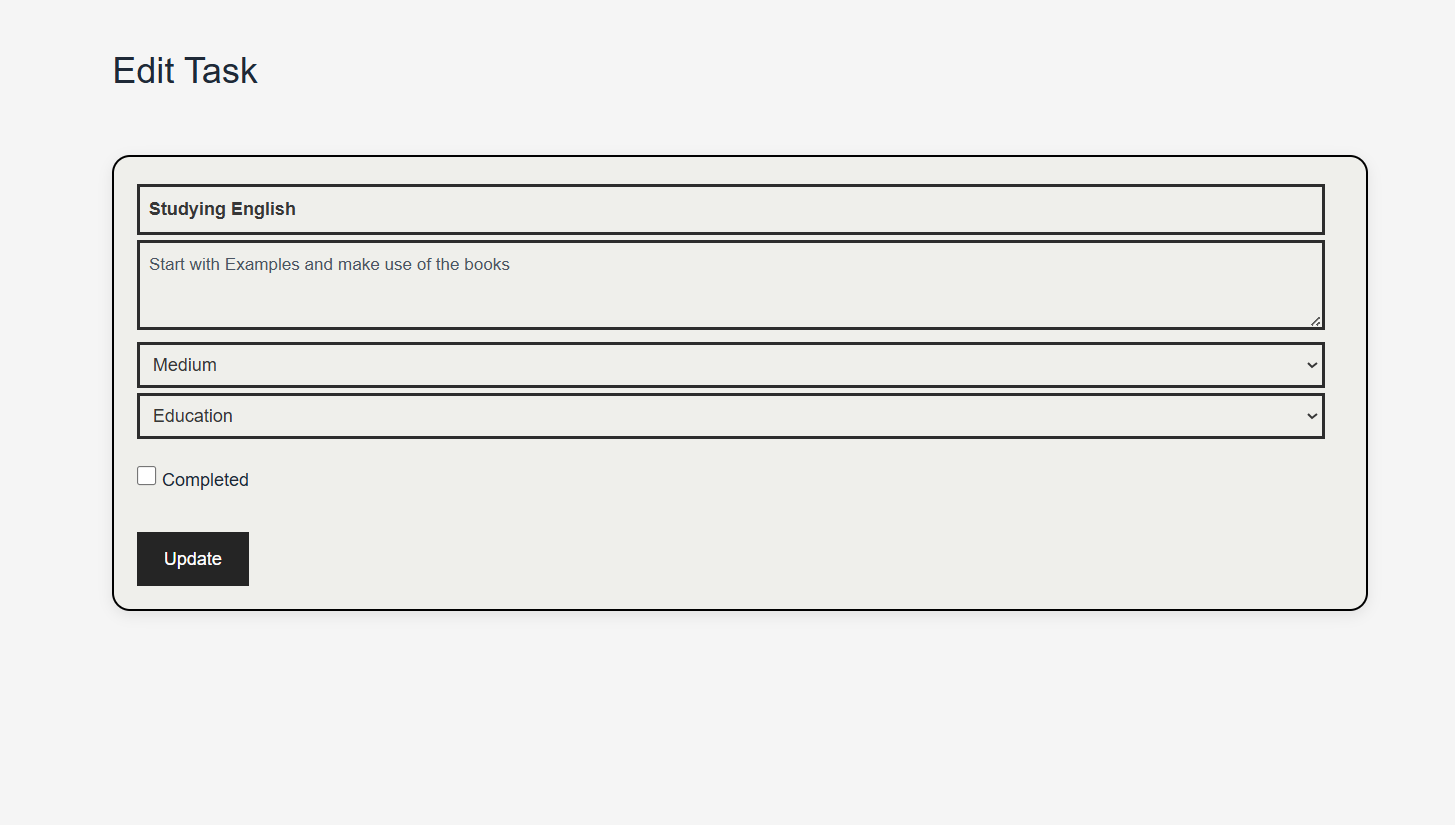 Edit Task
Studying English
Start with Examples and make use of the books
Medium
Education
Completed
Update